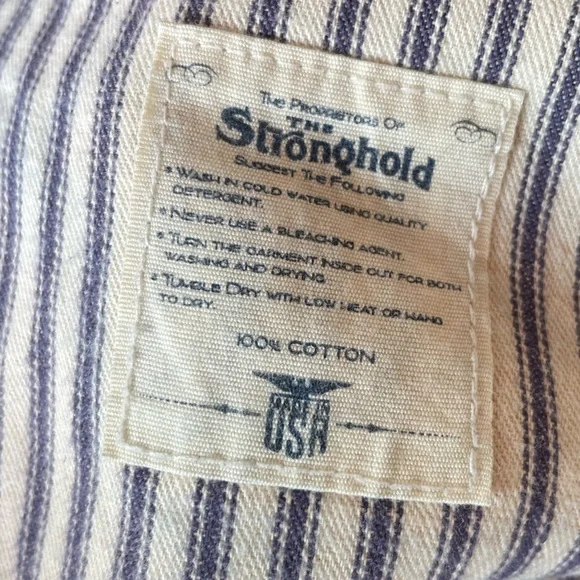 The Proprietors Of
THE
Stronghold
Suggest The Following
• Wash in cold water using quality
detergent.
• Never use a bleaching agent.
• Turn the garment inside out for both
washing and drying.
• Tumble Dry with low heat or hang
to dry.
100% COTTON
MADE IN
USA